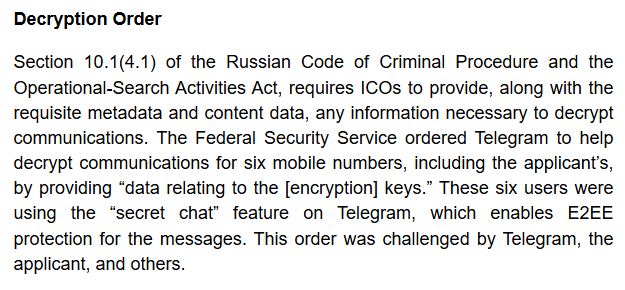 Decryption Order
Section 10.1(4.1) of the Russian Code of Criminal Procedure and the
Operational-Search Activities Act, requires ICOs to provide, along with the
requisite metadata and content data, any information necessary to decrypt
communications. The Federal Security Service ordered Telegram to help
decrypt communications for six mobile numbers, including the applicant’s,
by providing “data relating to the [encryption] keys.” These six users were
using the “secret chat” feature on Telegram, which enables E2EE
protection for the messages. This order was challenged by Telegram, the
applicant, and others.